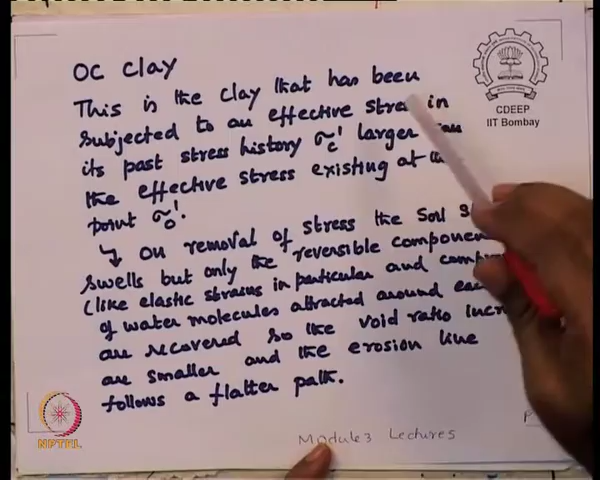 OC Clay
This is the clay that has been
subjected to an effective in
its past stress history σc' larger
the effective stress existing at
point σo'.
↳ On removal of stress the Soil
swells but only the reversible
(like elastic strains in particular and
of water molecules attracted around
are recovered so the void ratio
are smaller and the erosion line
follows a flatter path.
Module 3 Lecture 5
CDEEP
IIT Bombay
NPTEL